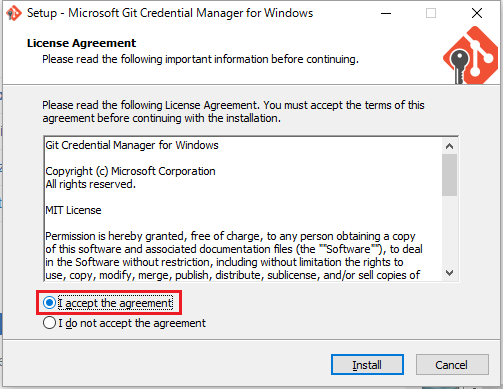 Setup - Microsoft Git Credential Manager for Windows
License Agreement
Please read the following important information before continuing.
Please read the following License Agreement. You must accept the terms of this
agreement before continuing with the installation.
Git Credential Manager for Windows
Copyright (c) Microsoft Corporation
All rights reserved.
MIT License
Permission is hereby granted, free of charge, to any person obtaining a copy
of this software and associated documentation files (the ""Software""), to deal
in the Software without restriction, including without limitation the rights to
use, copy, modify, merge, publish, distribute, sublicense, and/or sell copies of
I accept the agreement
I do not accept the agreement
Install
Cancel